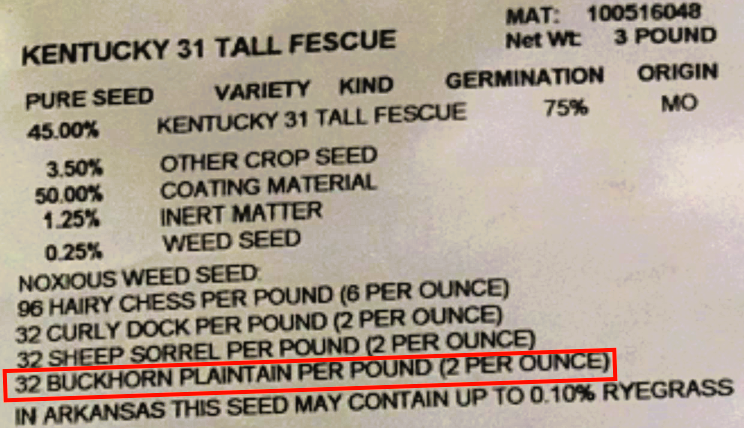 MAT: 100516048
KENTUCKY 31 TALL FESCUE Net Wt: 3 POUND
PURE SEED VARIETY KIND GERMINATION ORIGIN
45.00% KENTUCKY 31 TALL FESCUE 75% MO
3.50% OTHER CROP SEED
50.00% COATING MATERIAL
1.25% INERT MATTER
0.25% WEED SEED
NOXIOUS WEED SEED:
96 HAIRY CHESS PER POUND (6 PER OUNCE)
32 CURLY DOCK PER POUND (2 PER OUNCE)
32 SHEEP SORREL PER POUND (2 PER OUNCE)
32 BUCKHORN PLAINTAIN PER POUND (2 PER OUNCE)
IN ARKANSAS THIS SEED MAY CONTAIN UP TO 0.10% RYEGRASS